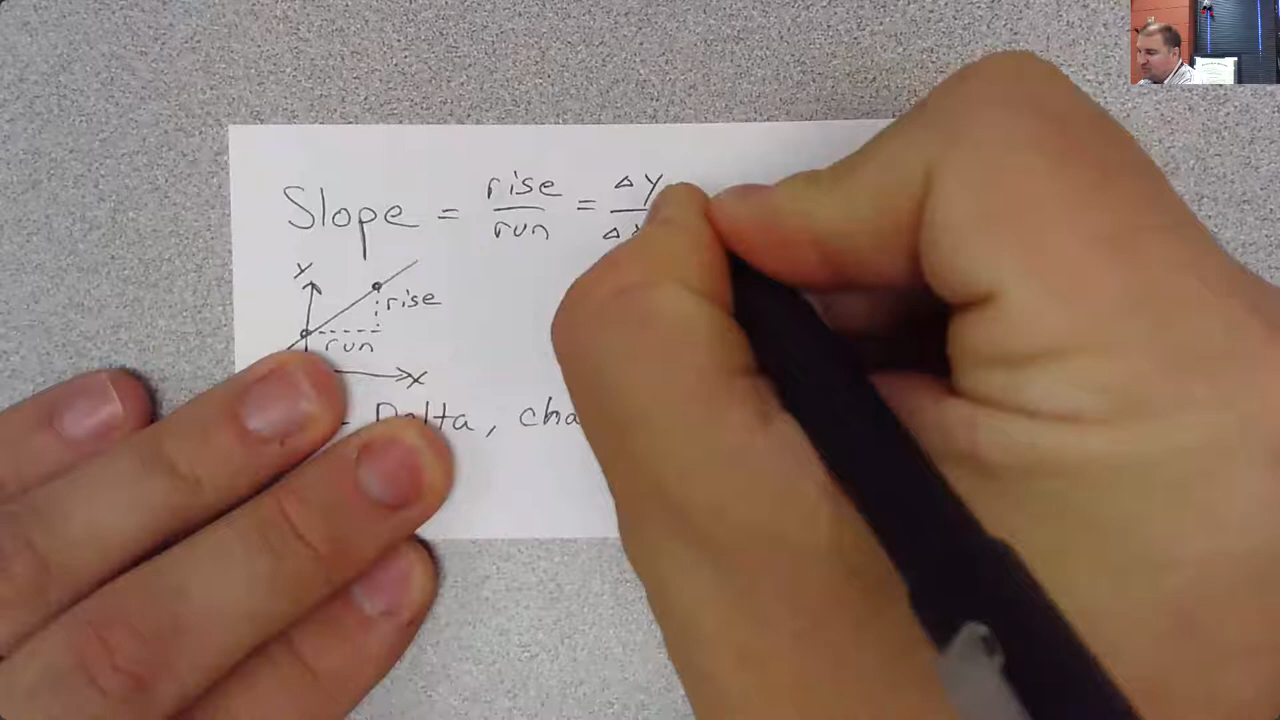 Slope = rise/run = ΔY/Δ
Y
rise
run
X
Delta, cha